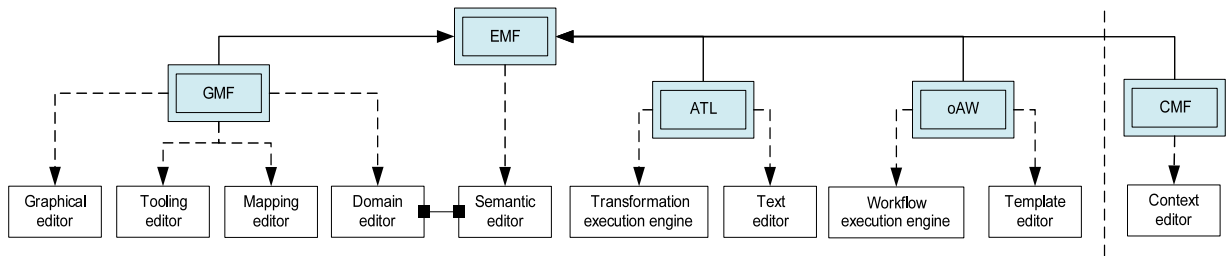 EMF
GMF
ATL
oAW
CMF
Graphical
editor
Tooling
editor
Mapping
editor
Domain
editor
Semantic
editor
Transformation
execution engine
Text
editor
Workflow
execution engine
Template
editor
Context
editor